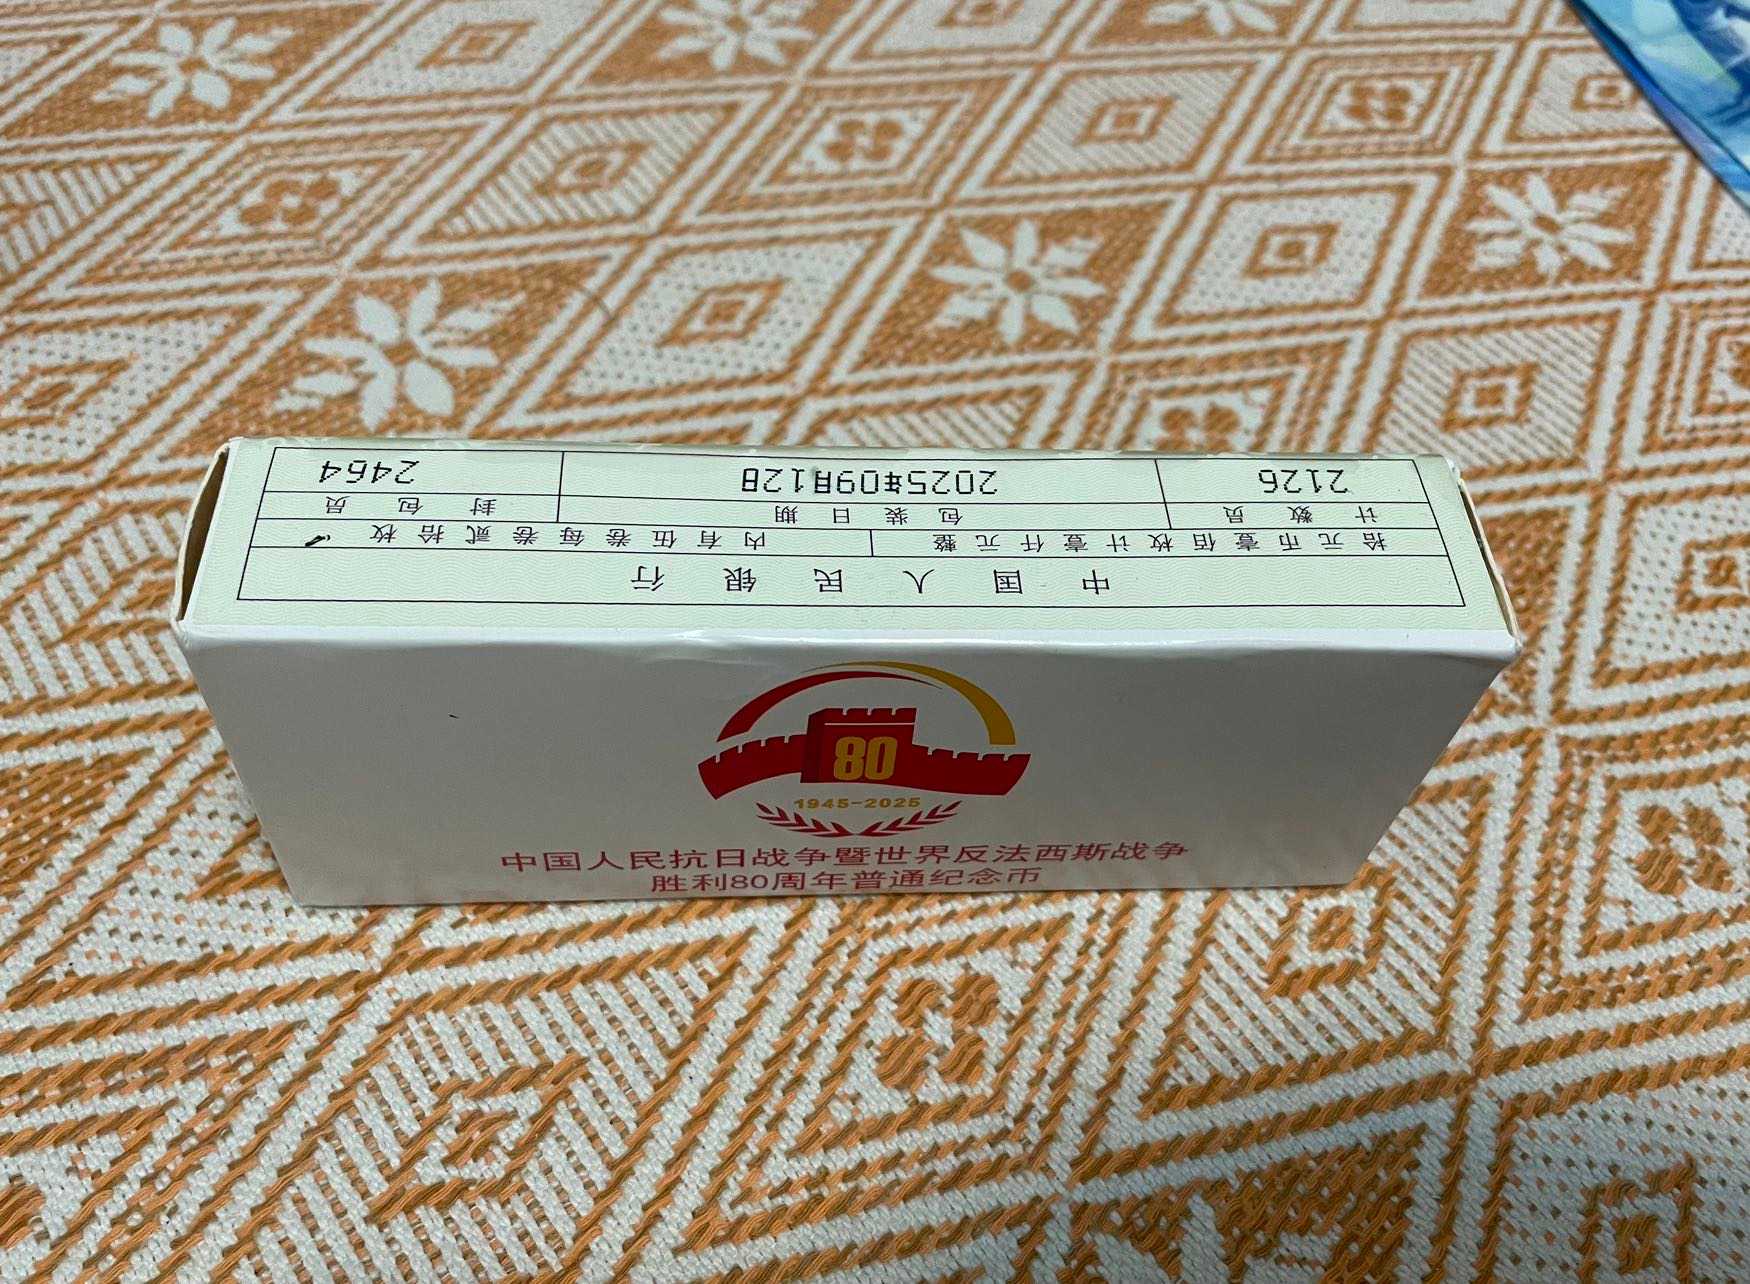 中国人民银行
拾元币壹佰枚计壹仟元整 内有伍卷每卷贰拾枚
计数员 包装日期 封包员
2126 2025年09月12日 2464
80
1945-2025
中国人民抗日战争暨世界反法西斯战争
胜利80周年普通纪念币